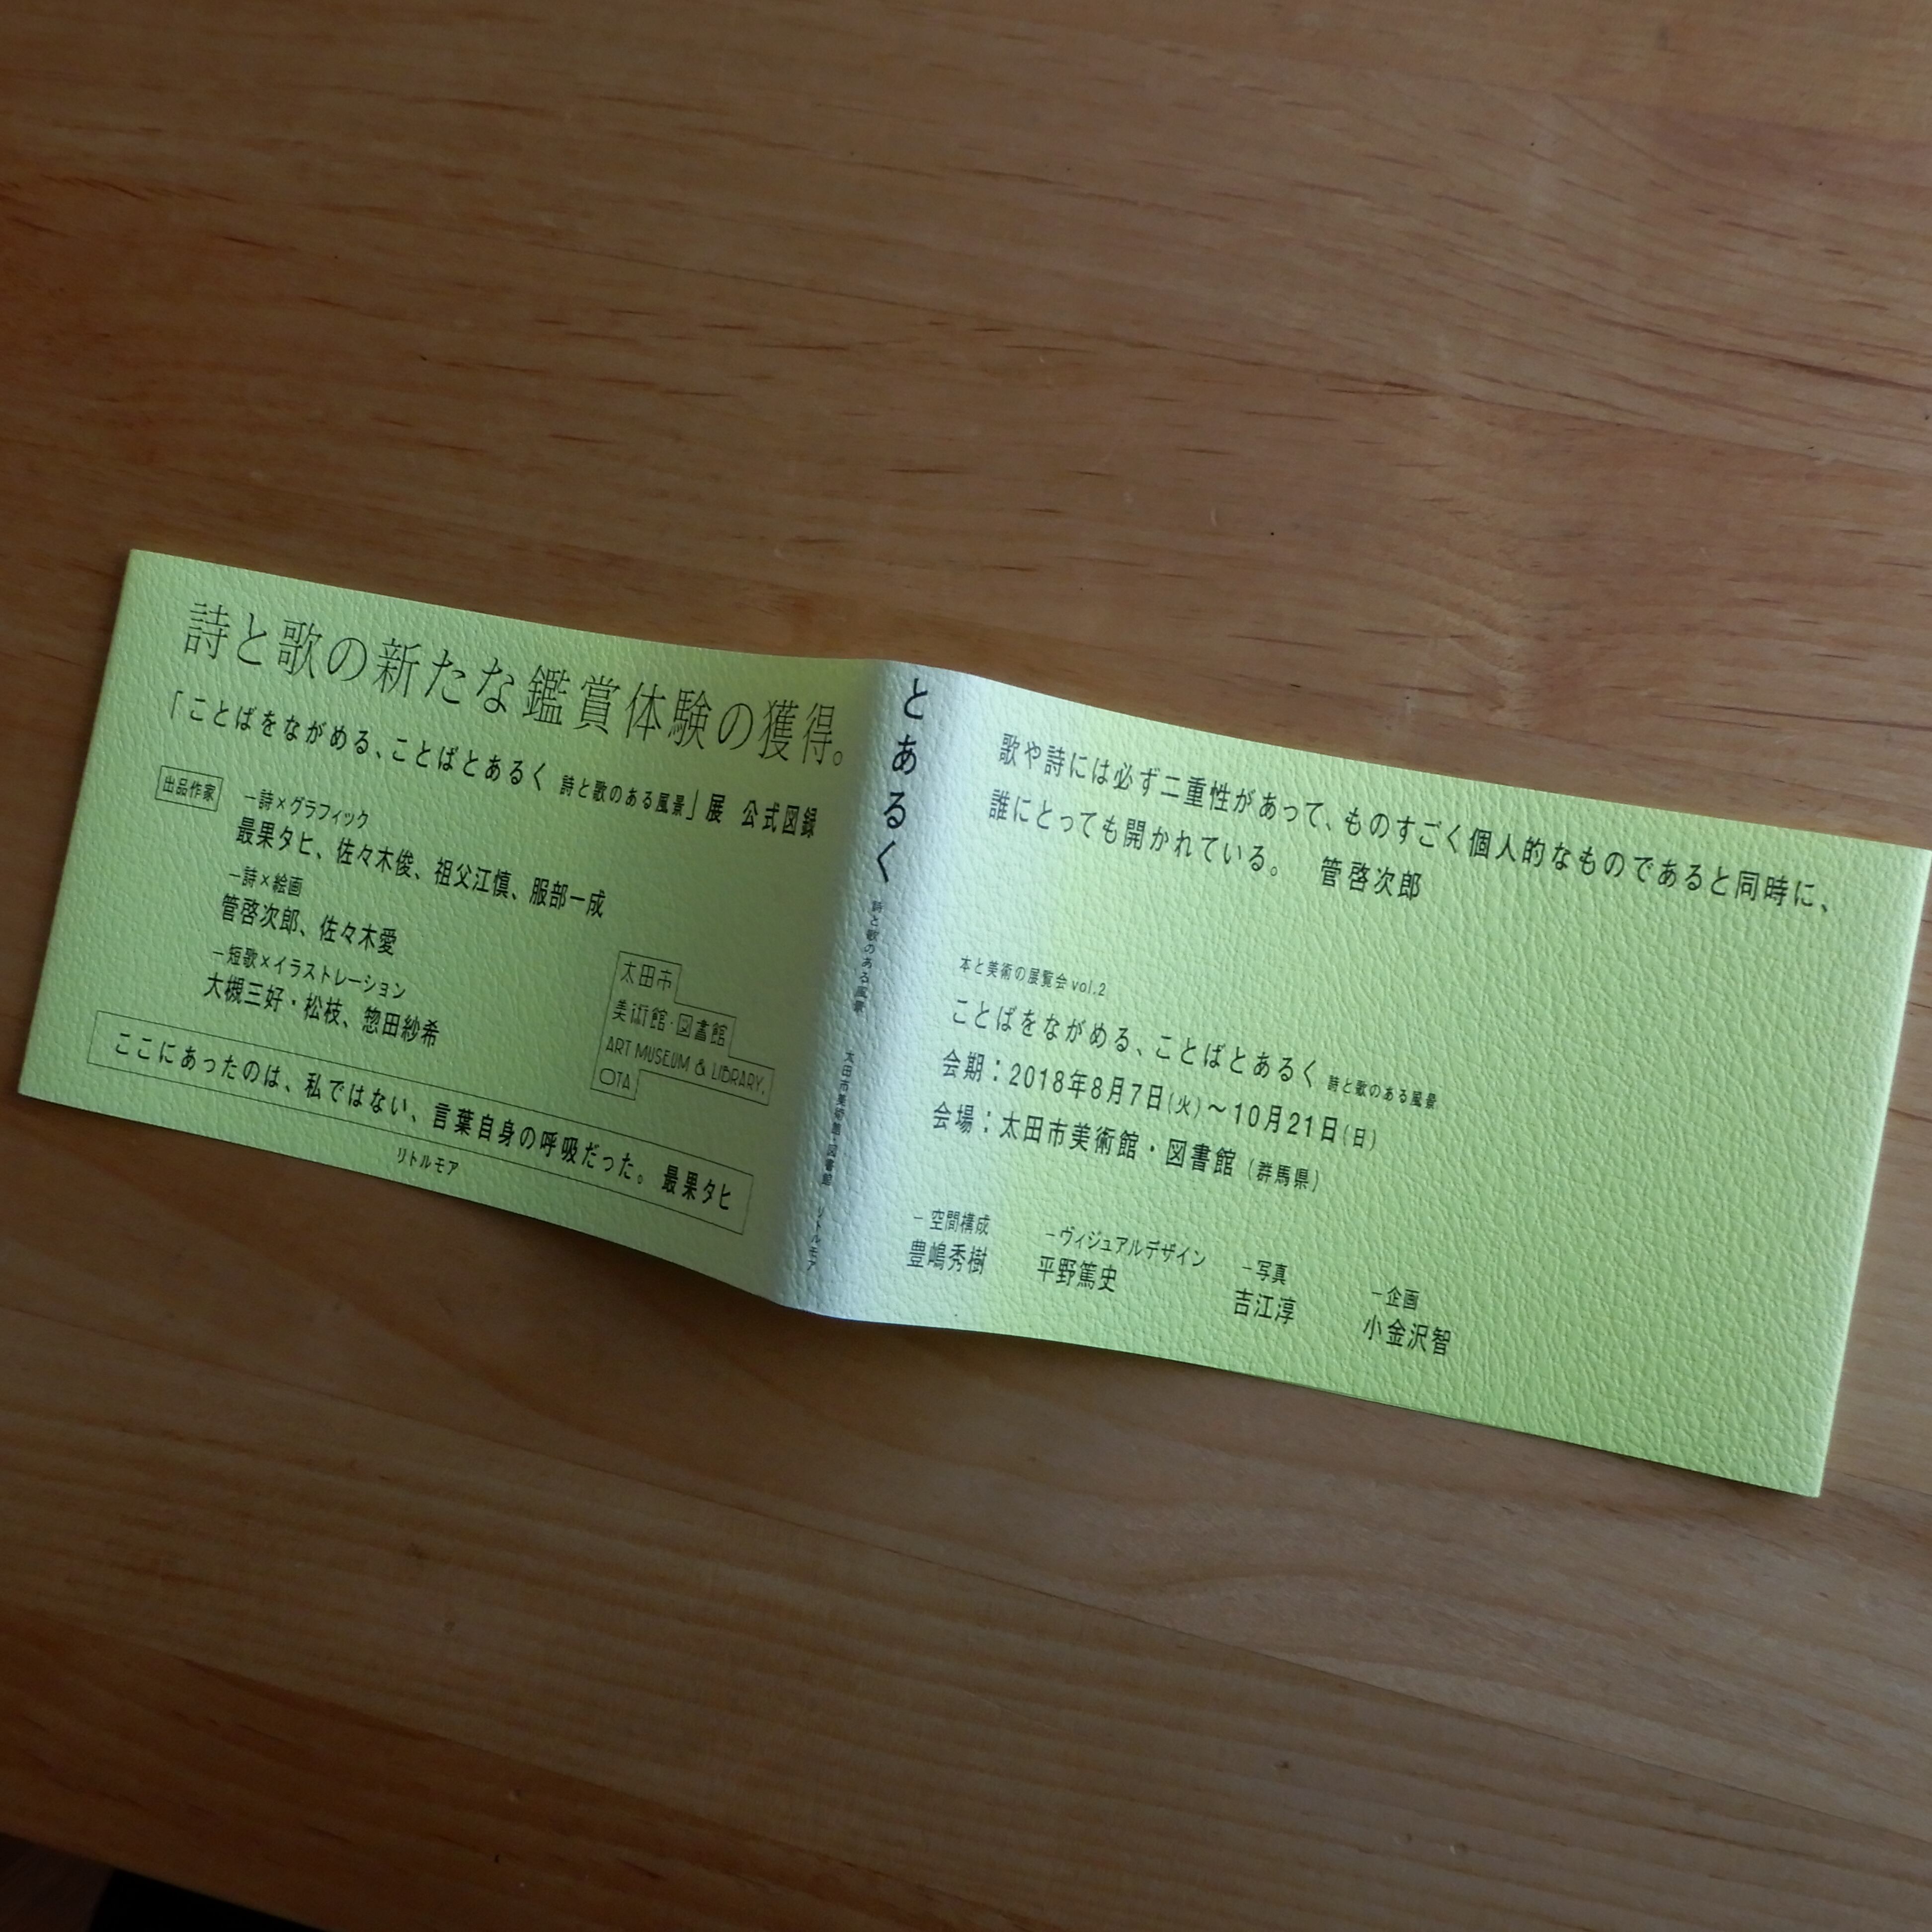 詩と歌の新たな鑑賞体験の獲得。
「ことばをながめる、ことばとあるく 詩と歌のある風景」展 公式図録
出品作家
—詩×グラフィック
最果タヒ、佐々木俊、祖父江慎、服部一成
—詩×絵画
管啓次郎、佐々木愛
—短歌×イラストレーション
大槻三好・松枝、惣田紗希
太田市
美術館・図書館
ART MUSEUM & LIBRARY,
OTA
ここにあったのは、私ではない、言葉自身の呼吸だった。 最果タヒ
リトルモア
とあるく 詩と歌のある風景 太田市美術館・図書館 リトルモア
歌や詩には必ず二重性があって、ものすごく個人的なものであると同時に、
誰にとっても開かれている。 管啓次郎
本と美術の展覧会vol.2
ことばをながめる、ことばとあるく 詩と歌のある風景
会期：2018年8月7日(火)〜10月21日(日)
会場：太田市美術館・図書館（群馬県）
—空間構成
豊嶋秀樹
—ヴィジュアルデザイン
平野篤史
—写真
吉江淳
—企画
小金沢智